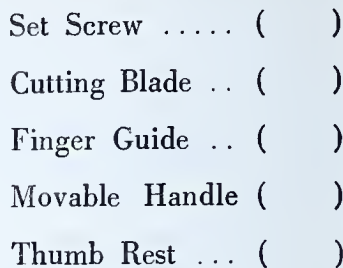 Set Screw ..... ( )
Cutting Blade .. ( )
Finger Guide .. ( )
Movable Handle ( )
Thumb Rest ... ( )